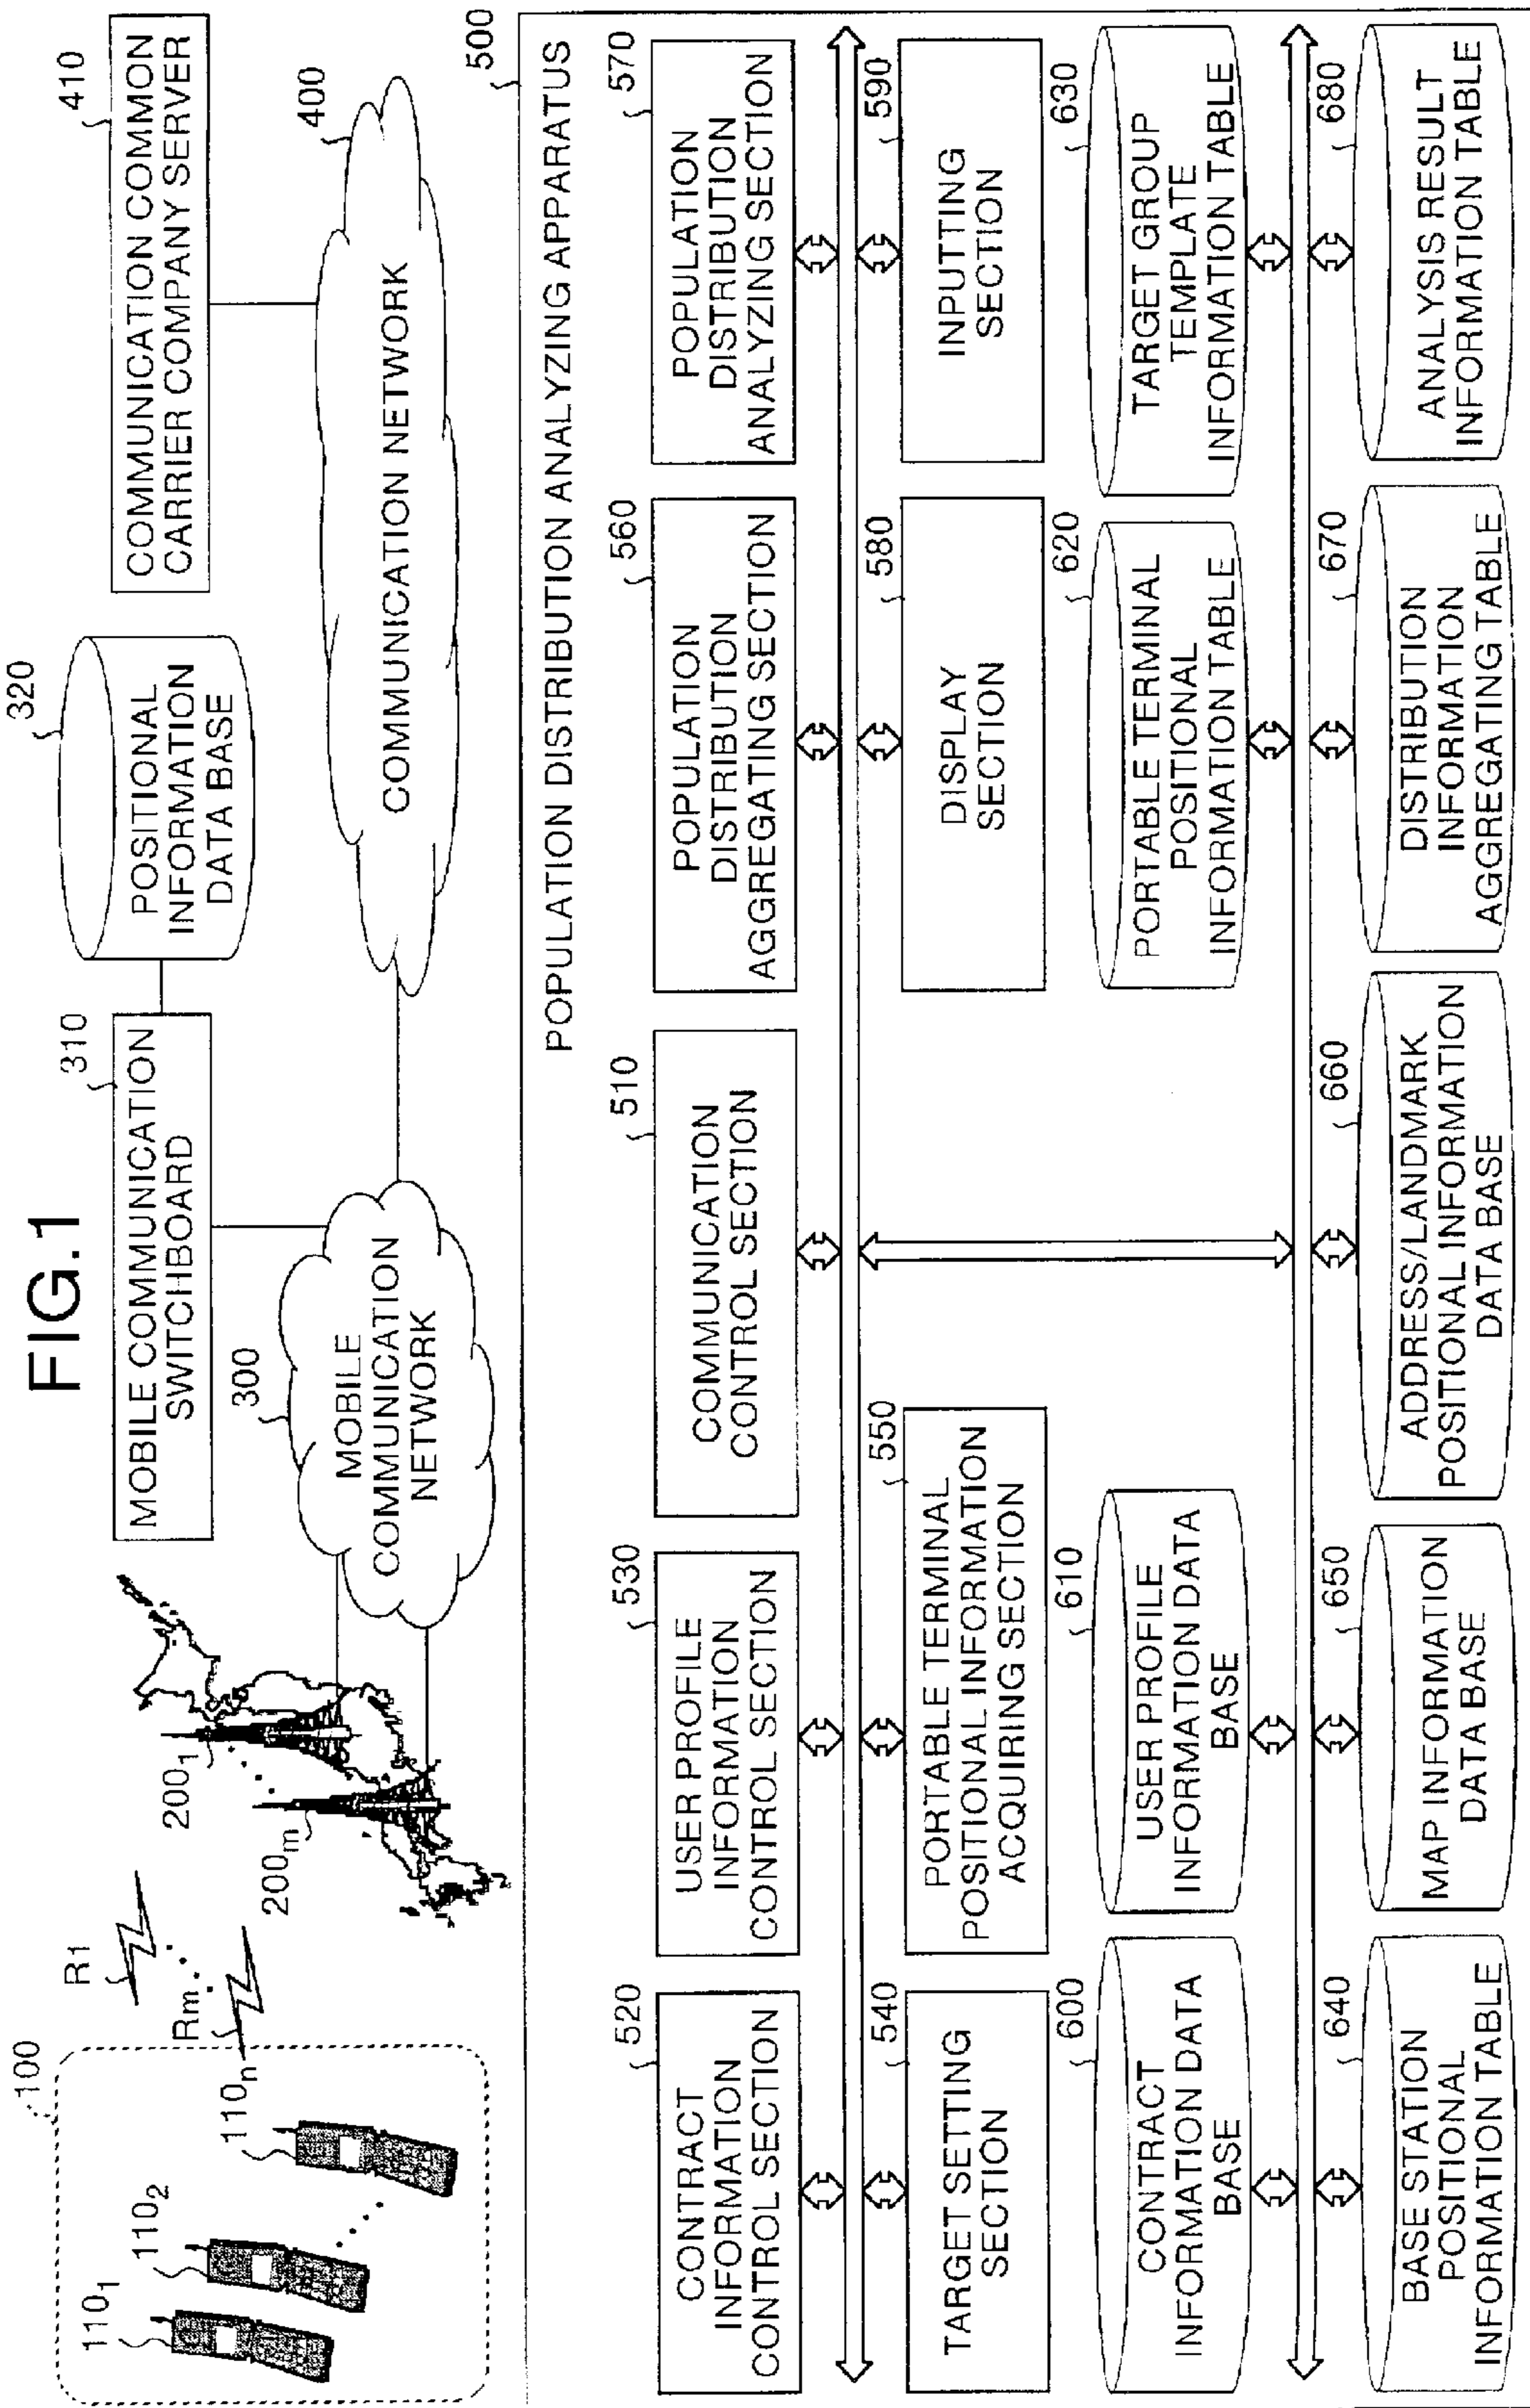 FIG.1
100
110₁
110₂
110ₙ
R1
Rm
200₁
200ₘ
300
MOBILE
COMMUNICATION
NETWORK
310
MOBILE COMMUNICATION
SWITCHBOARD
320
POSITIONAL
INFORMATION
DATA BASE
410
COMMUNICATION COMMON
CARRIER COMPANY SERVER
400
COMMUNICATION NETWORK
500
POPULATION DISTRIBUTION ANALYZING APPARATUS
520
CONTRACT
INFORMATION
CONTROL SECTION
530
USER PROFILE
INFORMATION
CONTROL SECTION
510
COMMUNICATION
CONTROL SECTION
560
POPULATION
DISTRIBUTION
AGGREGATING SECTION
570
POPULATION
DISTRIBUTION
ANALYZING SECTION
540
TARGET SETTING
SECTION
550
PORTABLE TERMINAL
POSITIONAL INFORMATION
ACQUIRING SECTION
580
DISPLAY
SECTION
590
INPUTTING
SECTION
600
CONTRACT
INFORMATION DATA
BASE
610
USER PROFILE
INFORMATION DATA
BASE
620
PORTABLE TERMINAL
POSITIONAL
INFORMATION TABLE
630
TARGET GROUP
TEMPLATE
INFORMATION TABLE
640
BASE STATION
POSITIONAL
INFORMATION TABLE
650
MAP INFORMATION
DATA BASE
660
ADDRESS/LANDMARK
POSITIONAL INFORMATION
DATA BASE
670
DISTRIBUTION
INFORMATION
AGGREGATING TABLE
680
ANALYSIS RESULT
INFORMATION TABLE